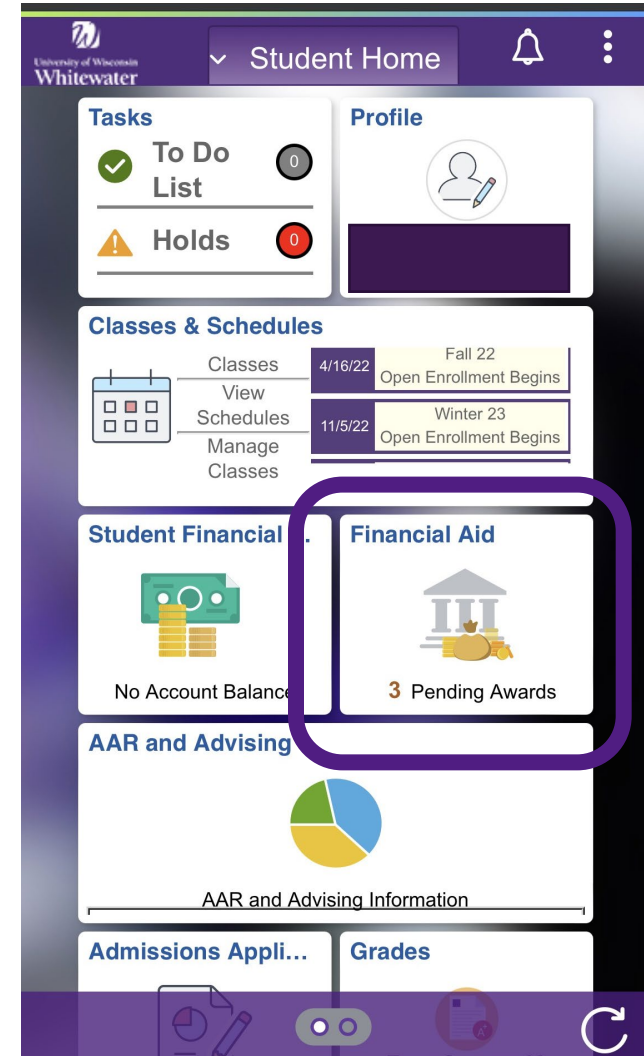 University of Wisconsin
Whitewater
Student Home
Tasks
To Do
List
0
Holds
0
Profile
Classes & Schedules
Classes
View
Schedules
Manage
Classes
4/16/22
Fall 22
Open Enrollment Begins
11/5/22
Winter 23
Open Enrollment Begins
Student Financial
No Account Balance
Financial Aid
3 Pending Awards
AAR and Advising
AAR and Advising Information
Admissions Appli...
Grades